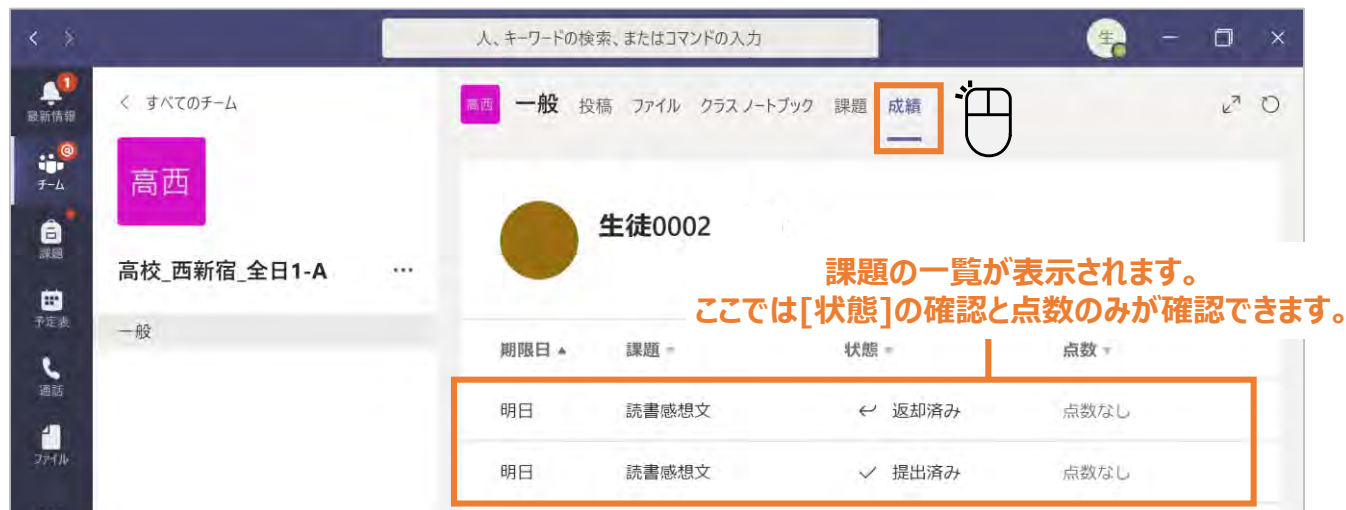 人、キーワードの検索、またはコマンドの入力
生
1
最新情報
@
チーム
課題
予定表
通話
ファイル
すべてのチーム
高西
高校_西新宿_全日1-A
…
一般
高西 一般 投稿 ファイル クラス ノートブック 課題 成績
生徒0002
課題の一覧が表示されます。
ここでは[状態]の確認と点数のみが確認できます。
期限日 課題 状態 点数
明日 読書感想文 返却済み 点数なし
明日 読書感想文 提出済み 点数なし